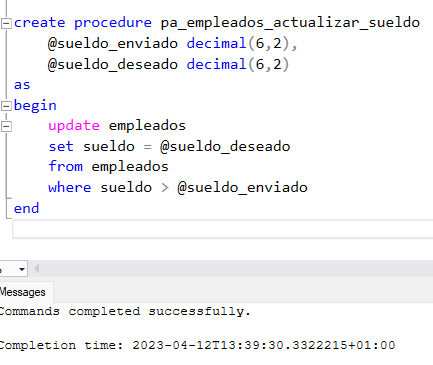 create procedure pa_empleados_actualizar_sueldo
@sueldo_enviado decimal(6,2),
@sueldo_deseado decimal(6,2)
as
begin
update empleados
set sueldo = @sueldo_deseado
from empleados
where sueldo > @sueldo_enviado
end
Messages
Commands completed successfully.
Completion time: 2023-04-12T13:39:30.3322215+01:00